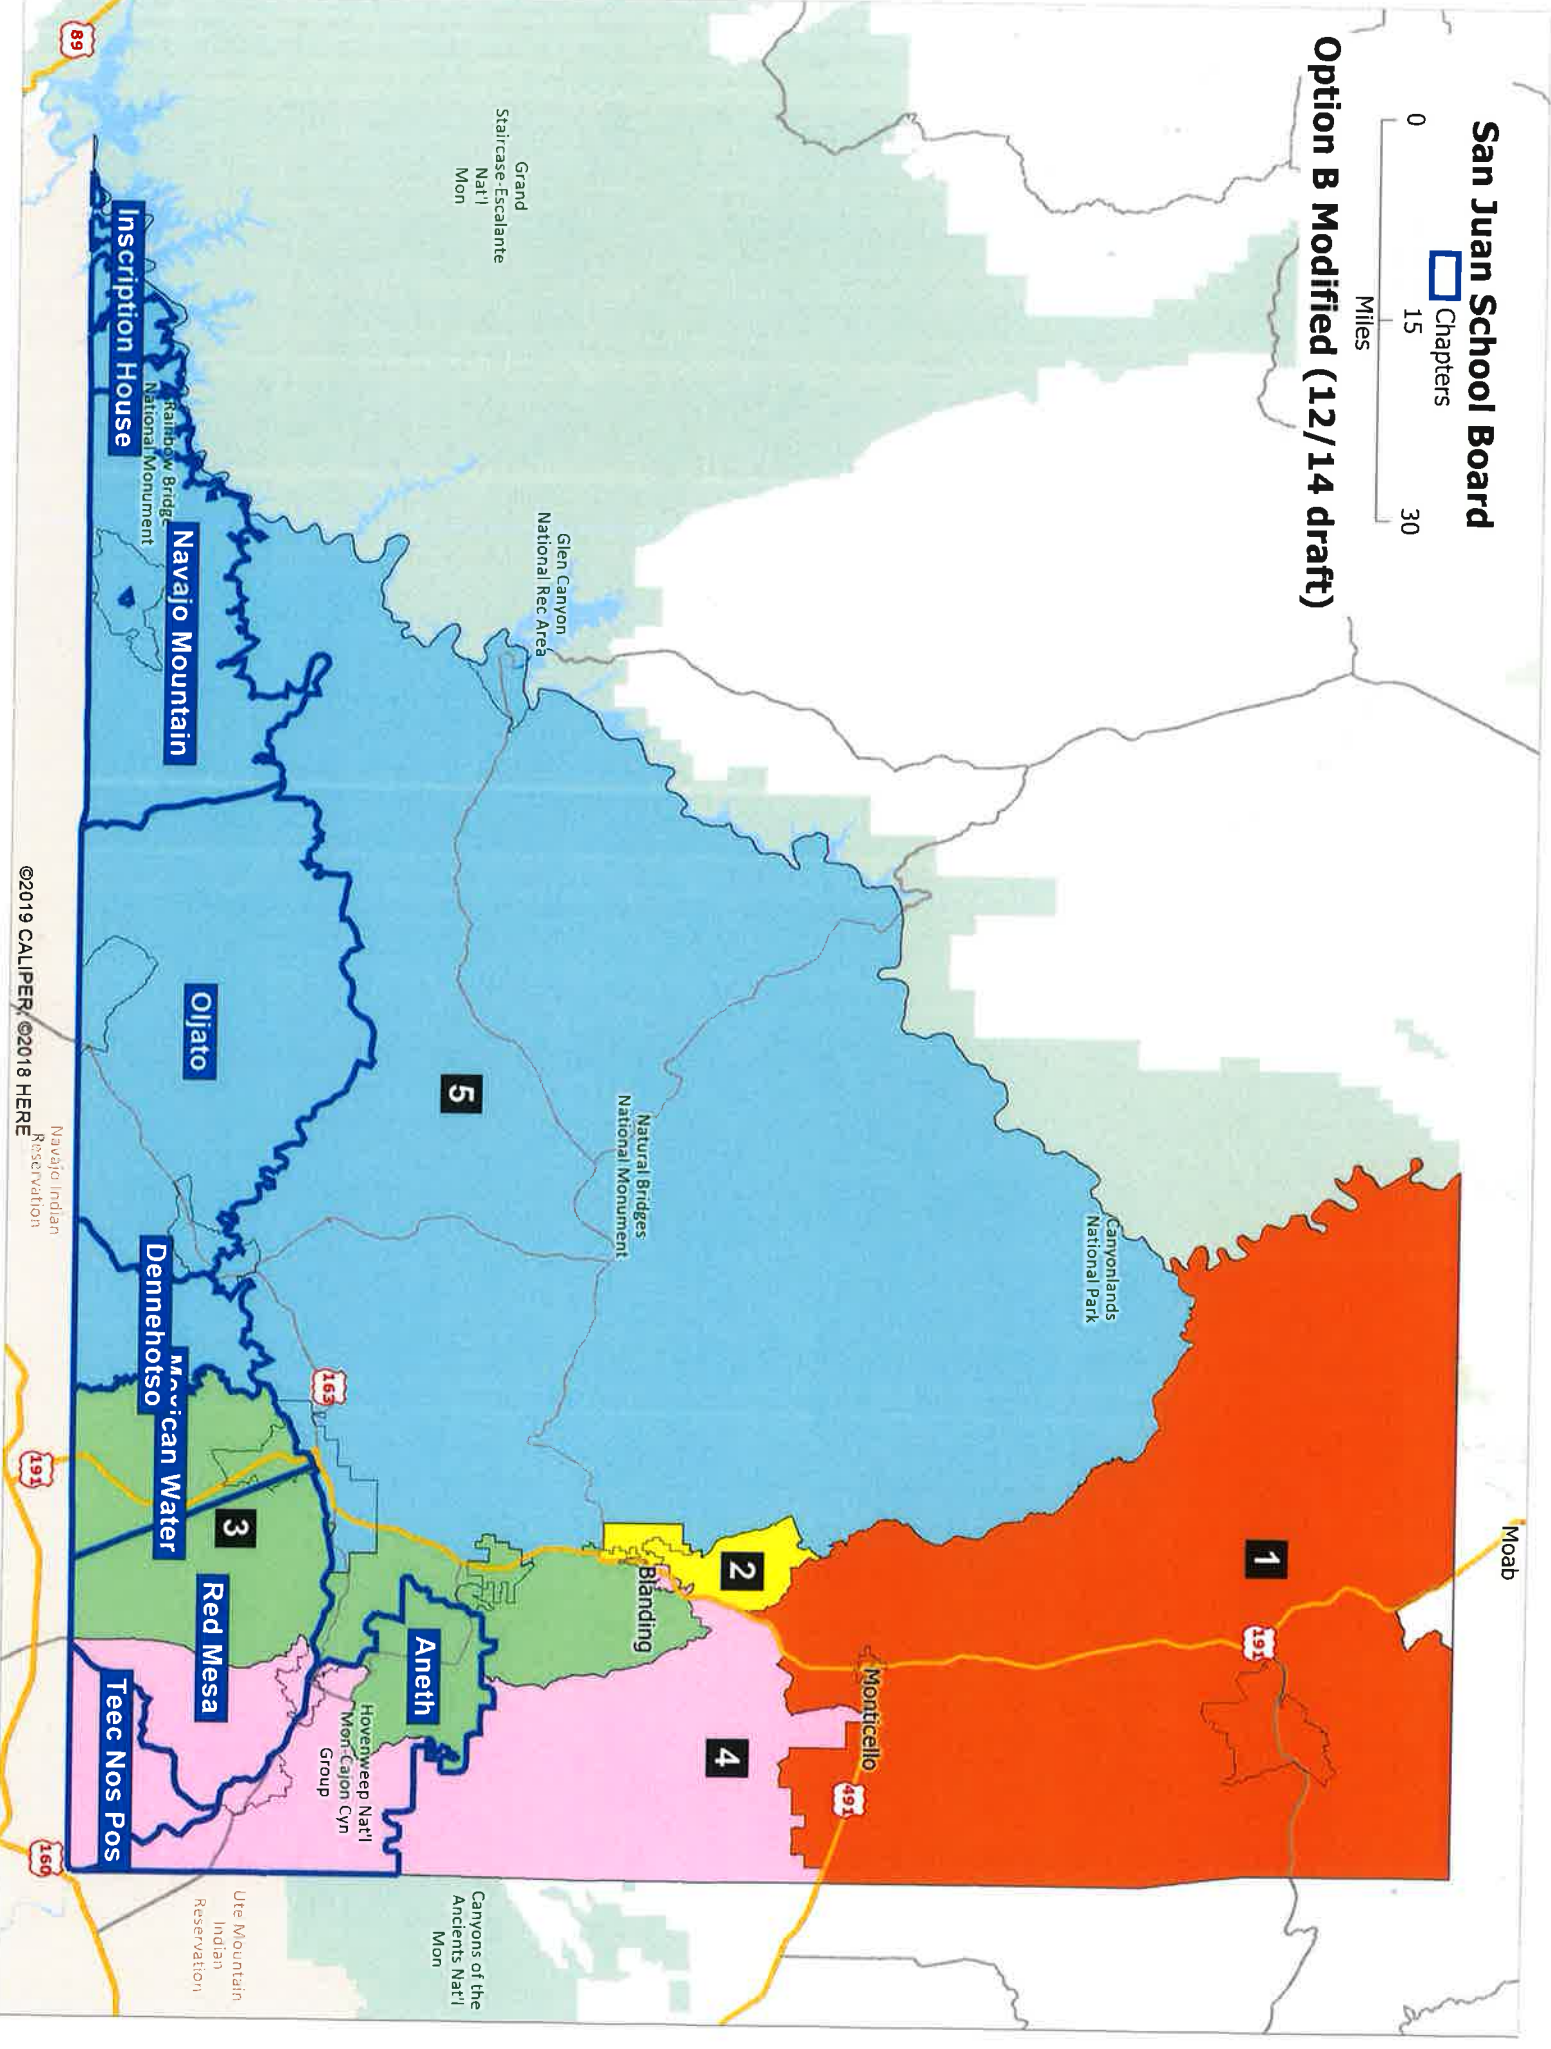 San Juan School Board
Chapters
0 15 30
Miles
Option B Modified (12/14 draft)
Moab
1
191
Canyonlands
National Park
Monticello
491
2
4
Blanding
Natural Bridges
National Monument
Glen Canyon
National Rec Area
Grand
Staircase-Escalante
Nat'l
Mon
5
Canyons of the
Ancients Nat'l
Mon
Aneth
Hovenweep Nat'l
Mon-Cajon Cyn
Group
163
3
Red Mesa
Ute Mountain
Indian
Reservation
Oljato
Navajo Mountain
Rainbow Bridge
National Monument
Mexican Water
Dennehotso
Inscription House
Teec Nos Pos
89
191
160
Navajo Indian
Reservation
©2019 CALIPER; ©2018 HERE